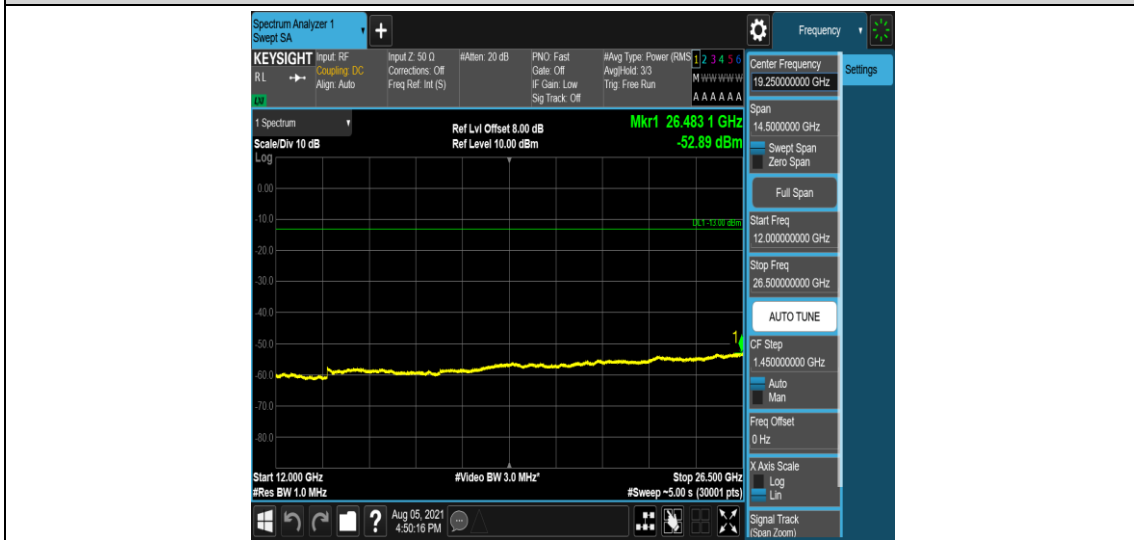 Spectrum Analyzer 1
Swept SA
+
Frequency
KEYSIGHT
RL
LXI
Input: RF
Coupling: DC
Align: Auto
Input Z: 50 Ω
Corrections: Off
Freq Ref: Int (S)
#Atten: 20 dB
PNO: Fast
Gate: Off
IF Gain: Low
Sig Track: Off
#Avg Type: Power (RMS
Avg|Hold: 3/3
Trig: Free Run
1 2 3 4 5 6
M W W W W W
A A A A A A
Center Frequency
19.250000000 GHz
Settings
Span
14.5000000 GHz
Swept Span
Zero Span
Full Span
Start Freq
12.000000000 GHz
Stop Freq
26.500000000 GHz
AUTO TUNE
CF Step
1.450000000 GHz
Auto
Man
Freq Offset
0 Hz
X Axis Scale
Log
Lin
Signal Track
(Span Zoom)
1 Spectrum
Scale/Div 10 dB
Log
Ref Lvl Offset 8.00 dB
Ref Level 10.00 dBm
Mkr1 26.483 1 GHz
-52.89 dBm
0.00
-10.0
DL1 -13.00 dBm
-20.0
-30.0
-40.0
1
-50.0
-60.0
-70.0
-80.0
Start 12.000 GHz
#Res BW 1.0 MHz
#Video BW 3.0 MHz*
Stop 26.500 GHz
#Sweep ~5.00 s (30001 pts)
?
Aug 05, 2021
4:50:16 PM